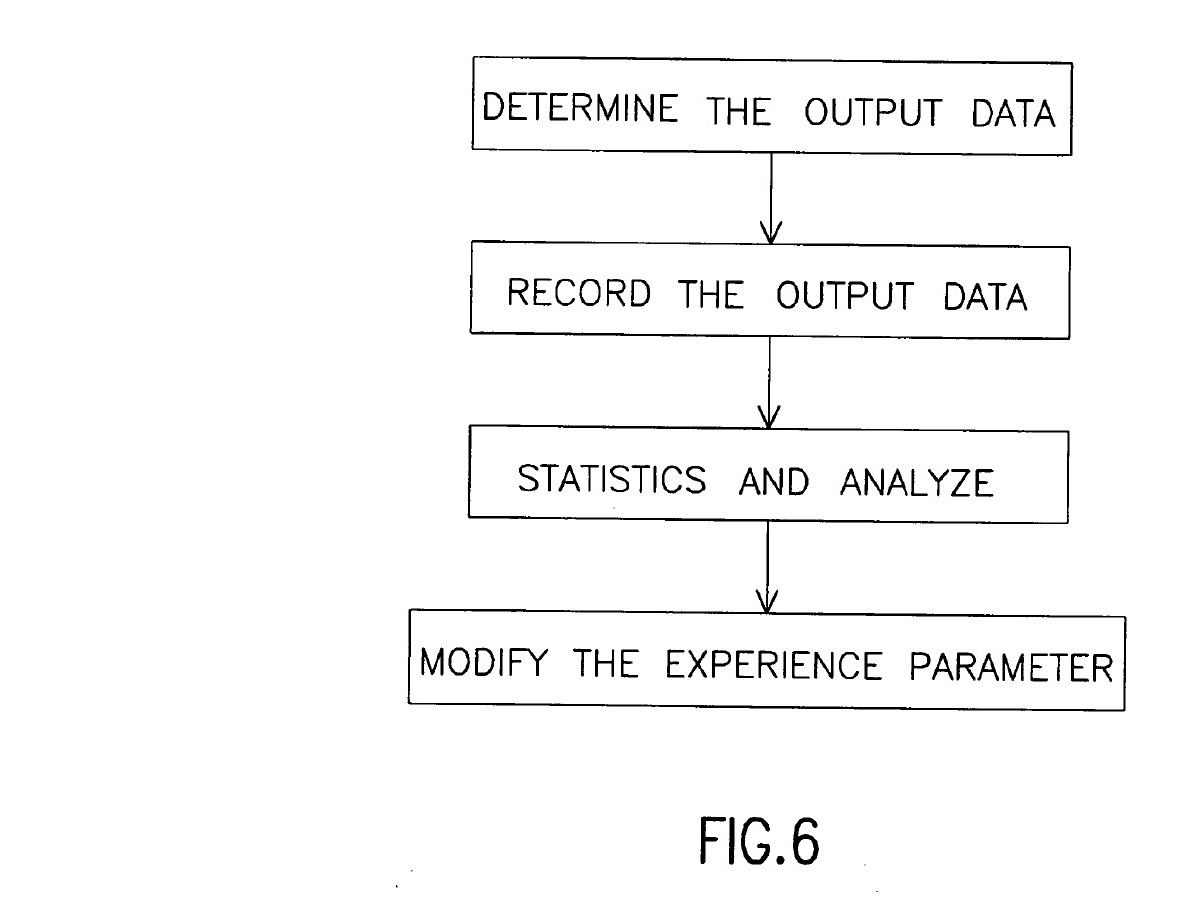 DETERMINE THE OUTPUT DATA
RECORD THE OUTPUT DATA
STATISTICS AND ANALYZE
MODIFY THE EXPERIENCE PARAMETER
FIG.6